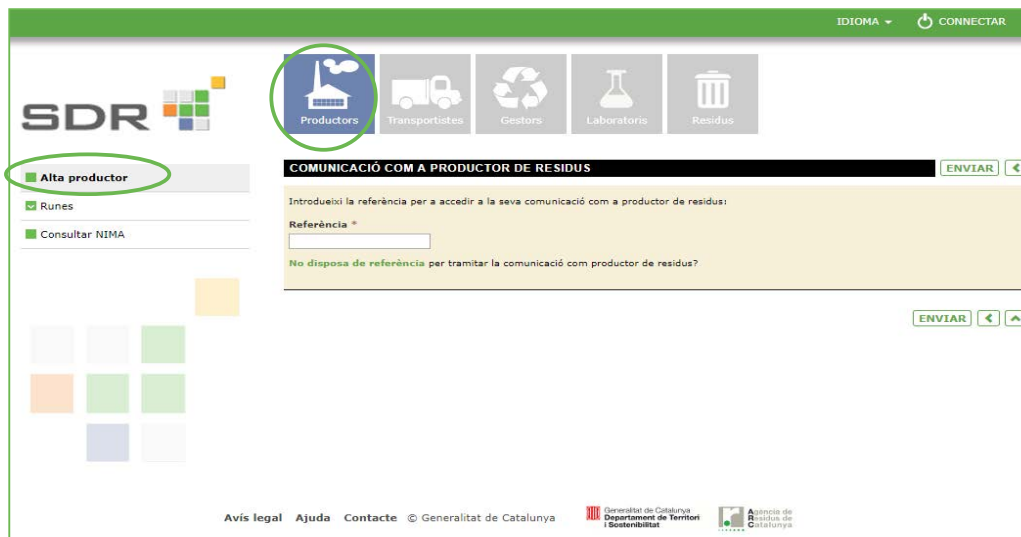 IDIOMA
CONNECTAR
SDR
Productors
Transportistes
Gestors
Laboratoris
Residus
Alta productor
Runes
Consultar NIMA
COMUNICACIÓ COM A PRODUCTOR DE RESIDUS
ENVIAR
Introdueixi la referència per a accedir a la seva comunicació com a productor de residus:
Referència *
No disposa de referència per tramitar la comunicació com productor de residus?
ENVIAR
Avís legal Ajuda Contacte © Generalitat de Catalunya
Generalitat de Catalunya
Departament de Territori
i Sostenibilitat
Agència de
Residus de
Catalunya